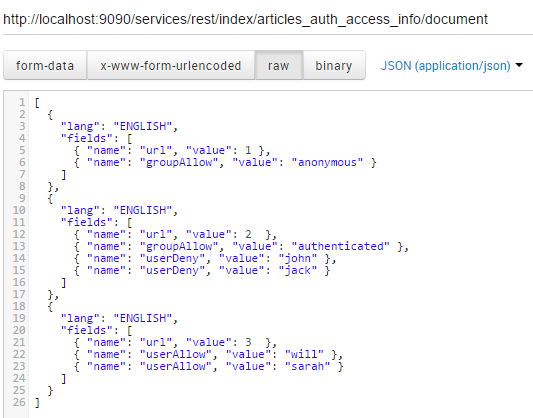 http://localhost:9090/services/rest/index/articles_auth_access_info/document
form-data x-www-form-urlencoded raw binary JSON (application/json)
1 [
2   {
3     "lang": "ENGLISH",
4     "fields": [
5       { "name": "url", "value": 1 },
6       { "name": "groupAllow", "value": "anonymous" }
7     ]
8   },
9   {
10     "lang": "ENGLISH",
11     "fields": [
12       { "name": "url", "value": 2  },
13       { "name": "groupAllow", "value": "authenticated" },
14       { "name": "userDeny", "value": "john" },
15       { "name": "userDeny", "value": "jack" }
16     ]
17   },
18   {
19     "lang": "ENGLISH",
20     "fields": [
21       { "name": "url", "value": 3  },
22       { "name": "userAllow", "value": "will" },
23       { "name": "userAllow", "value": "sarah" }
24     ]
25   }
26 ]